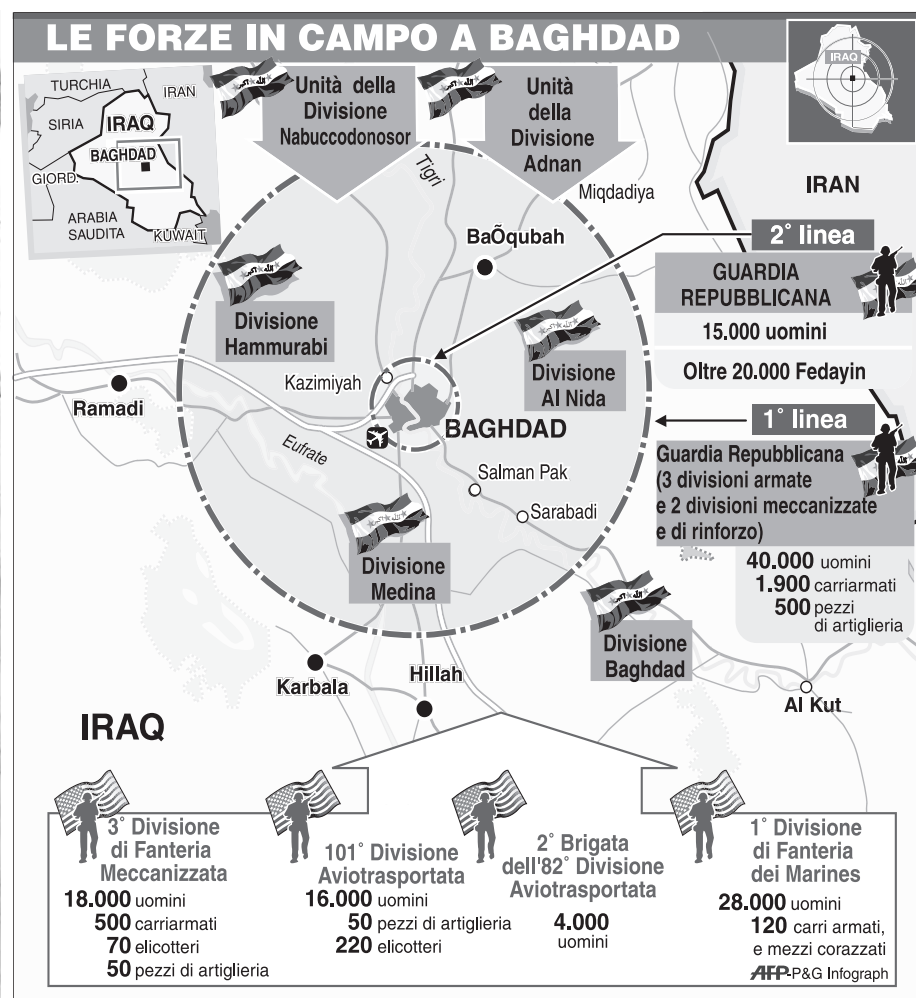 LE FORZE IN CAMPO A BAGHDAD
TURCHIA
IRAN
SIRIA
IRAQ
BAGHDAD
GIORD.
ARABIA
SAUDITA
KUWAIT
Unità della
Divisione
Nabuccodonosor
Unità
della
Divisione
Adnan
IRAQ
Tigri
Miqdadiya
IRAN
BaÕqubah
2° linea
GUARDIA
REPUBBLICANA
15.000 uomini
Oltre 20.000 Fedayin
Divisione
Hammurabi
Kazimiyah
Divisione
Al Nida
Ramadi
BAGHDAD
1° linea
Guardia Repubblicana
(3 divisioni armate
e 2 divisioni meccanizzate
e di rinforzo)
40.000 uomini
1.900 carriarmati
500 pezzi
di artiglieria
Eufrate
Salman Pak
Sarabadi
Divisione
Medina
Divisione
Baghdad
Karbala
Hillah
Al Kut
IRAQ
3° Divisione
di Fanteria
Meccanizzata
18.000 uomini
500 carriarmati
70 elicotteri
50 pezzi di artiglieria
101° Divisione
Aviotrasportata
16.000 uomini
50 pezzi di artiglieria
220 elicotteri
2° Brigata
dell'82° Divisione
Aviotrasportata
4.000
uomini
1° Divisione
di Fanteria
dei Marines
28.000 uomini
120 carri armati,
e mezzi corazzati
AFP-P&G Infograph